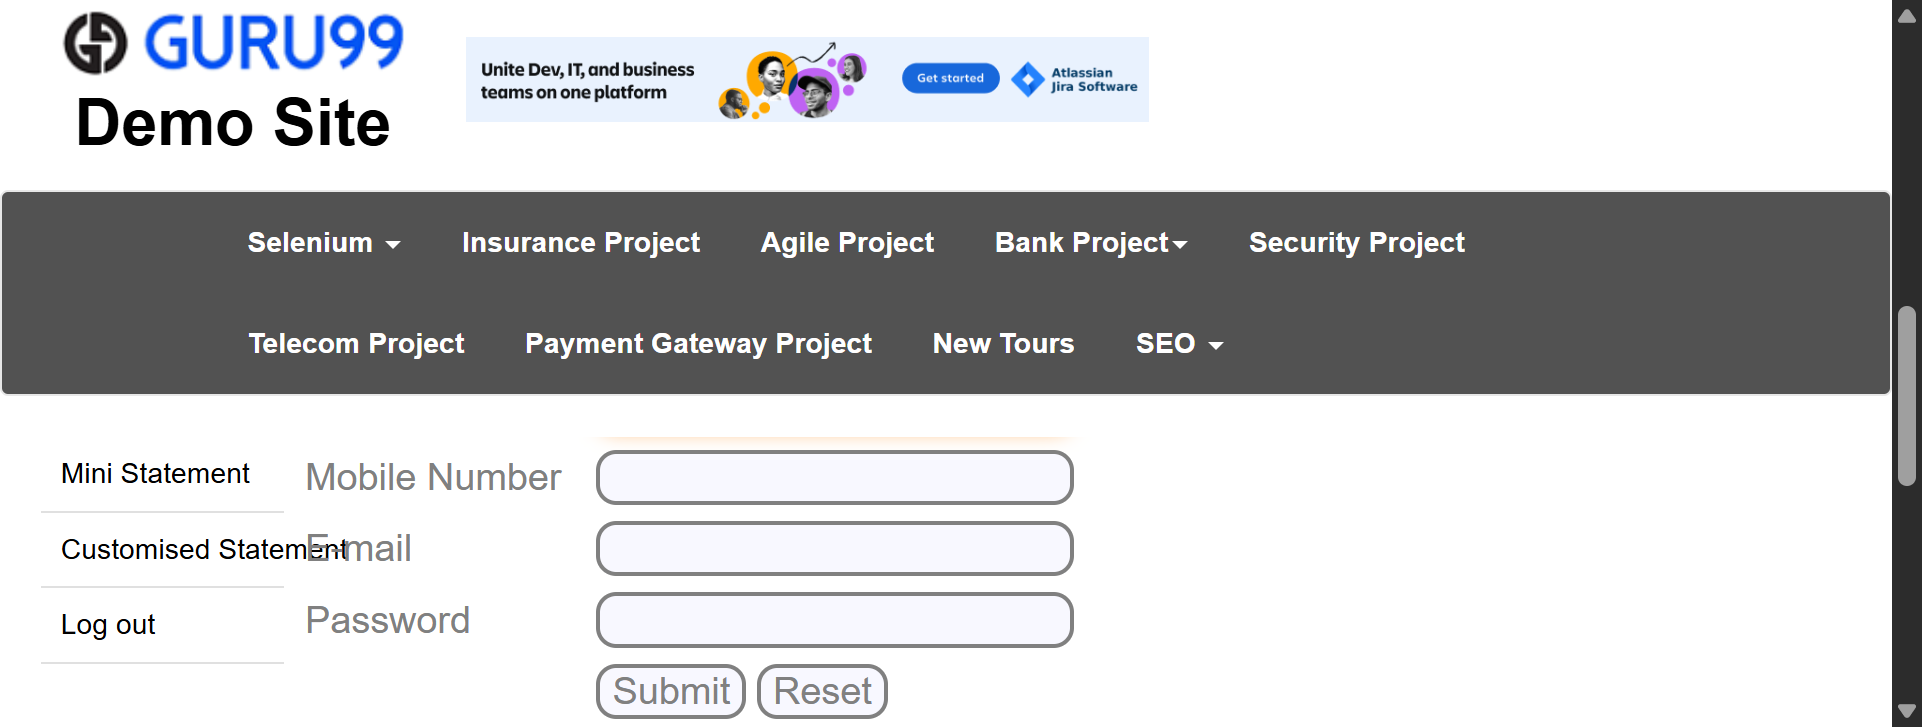 GURU99
Demo Site
Unite Dev, IT, and business
teams on one platform
Get started
Atlassian
Jira Software
Selenium
Insurance Project
Agile Project
Bank Project
Security Project
Telecom Project
Payment Gateway Project
New Tours
SEO
Mini Statement
Customised Statement
Log out
Mobile Number
E-mail
Password
Submit
Reset